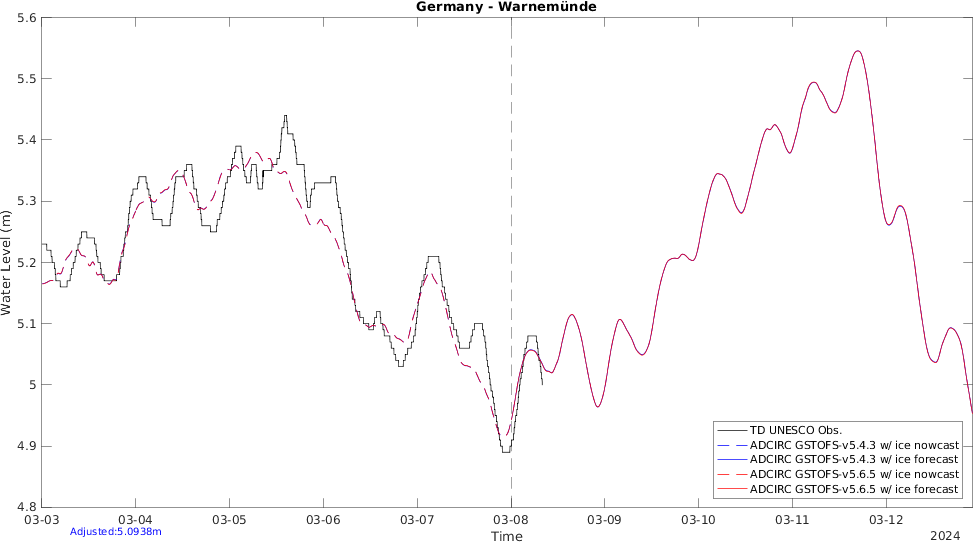 Germany - Warnemünde
5.6
5.5
5.4
5.3
5.2
5.1
5
4.9
4.8
Water Level (m)
TD UNESCO Obs.
ADCIRC GSTOFS-v5.4.3 w/ ice nowcast
ADCIRC GSTOFS-v5.4.3 w/ ice forecast
ADCIRC GSTOFS-v5.6.5 w/ ice nowcast
ADCIRC GSTOFS-v5.6.5 w/ ice forecast
03-03 03-04 03-05 03-06 03-07 03-08 03-09 03-10 03-11 03-12
Adjusted:5.0938m
Time
2024